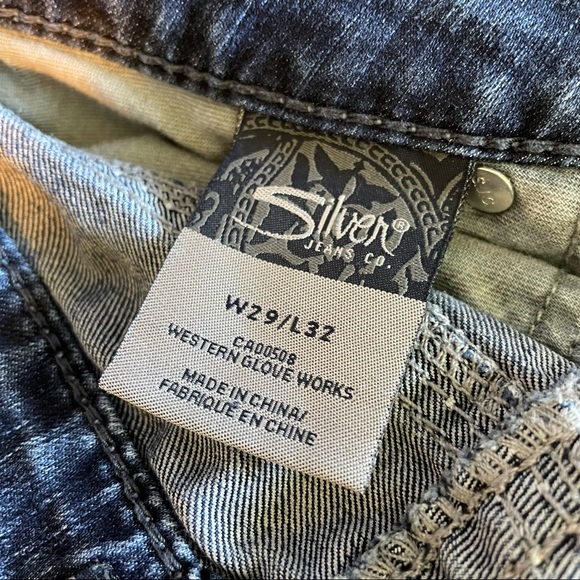 Silver®
JEANS CO.
W29/L32
CA00508
WESTERN GLOVE WORKS
MADE IN CHINA/
FABRIQUÉ EN CHINE